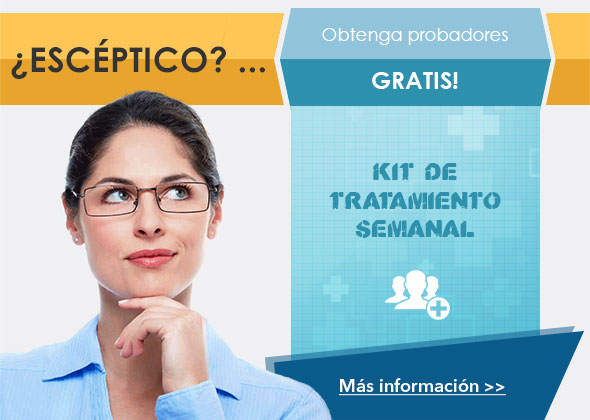 ¿ESCÉPTICO? ...
Obtenga probadores
GRATIS!
KIT DE
TRATAMIENTO
SEMANAL
Más información >>